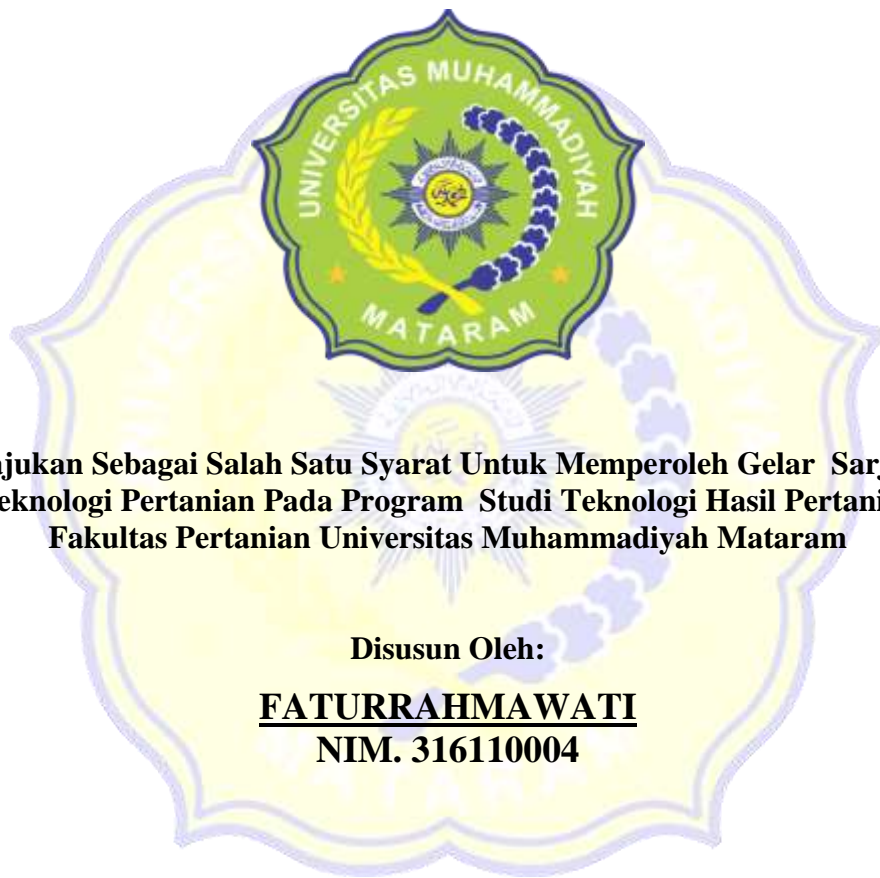 UNIVERSITAS MUHAMMADIYAH
MATARAM
ajukan Sebagai Salah Satu Syarat Untuk Memperoleh Gelar Sarj
eknologi Pertanian Pada Program Studi Teknologi Hasil Pertani
Fakultas Pertanian Universitas Muhammadiyah Mataram
Disusun Oleh:
FATURRAHMAWATI
NIM. 316110004